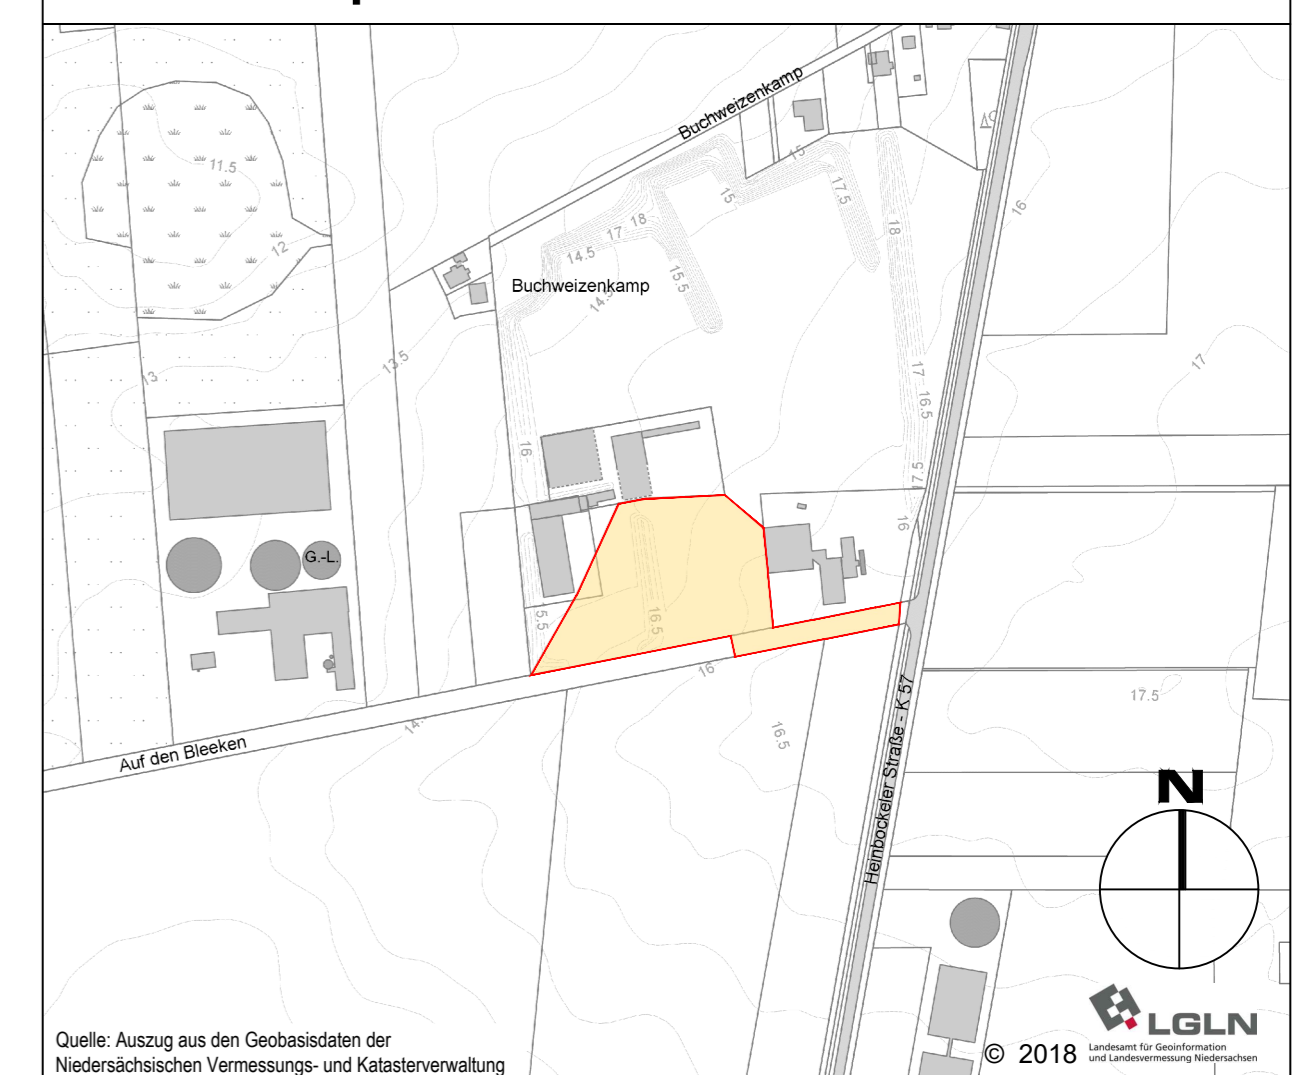 Buchweizenkamp
15
17.5
16
11.5
12
15
18
17
14.5
18
15.5
Buchweizenkamp
13.5
13
17
17
16.5
16
17.5
16
G.-L.
5.5
16.5
16
17.5
16.5
Auf den Bleeken
Heinbockeler Straße - K 57
N
Quelle: Auszug aus den Geobasisdaten der
Niedersächsischen Vermessungs- und Katasterverwaltung
© 2018
LGLN
Landesamt für Geoinformation
und Landesvermessung Niedersachsen